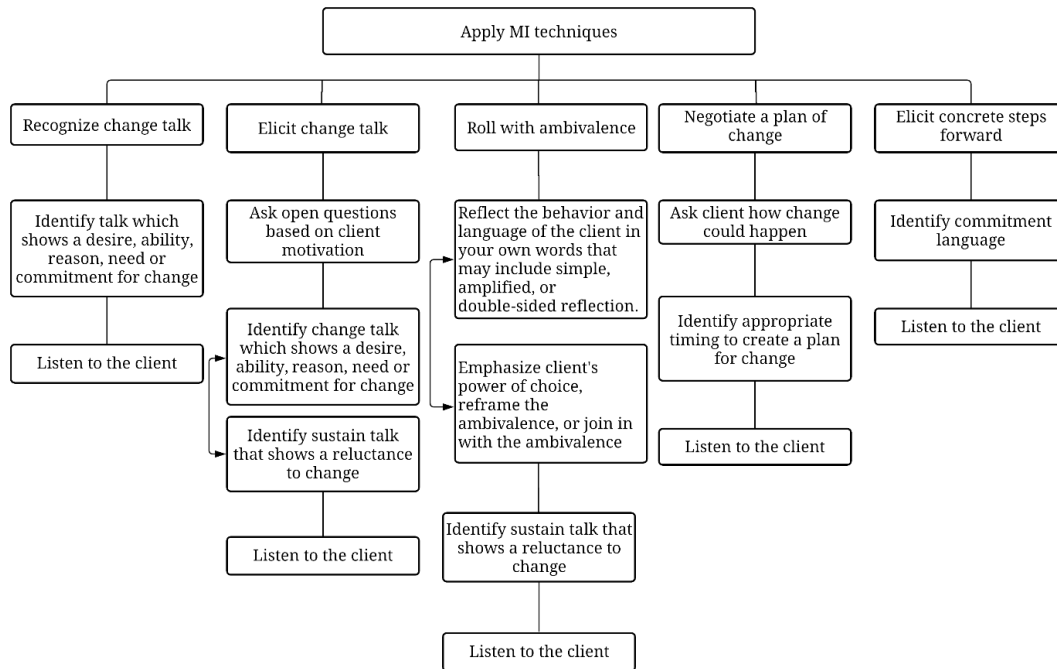 Apply MI techniques
Recognize change talk
Elicit change talk
Roll with ambivalence
Negotiate a plan of
change
Elicit concrete steps
forward
Identify talk which
shows a desire, ability,
reason, need or
commitment for change
Ask open questions
based on client
motivation
Reflect the behavior and
language of the client in
your own words that
may include simple,
amplified, or
double-sided reflection.
Ask client how change
could happen
Identify commitment
language
Listen to the client
Identify change talk
which shows a desire,
ability, reason, need or
commitment for change
Emphasize client's
power of choice,
reframe the
ambivalence, or join in
with the ambivalence
Identify appropriate
timing to create a plan
for change
Listen to the client
Identify sustain talk
that shows a reluctance
to change
Listen to the client
Listen to the client
Identify sustain talk that
shows a reluctance to
change
Listen to the client